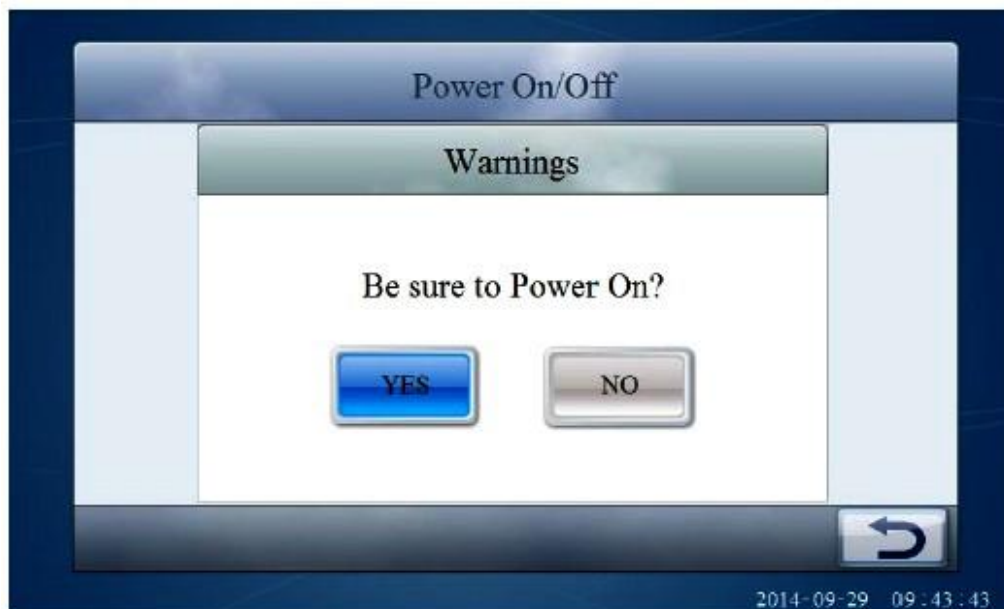 Power On/Off
Warnings
Be sure to Power On?
YES NO
2014-09-29 09:43:43